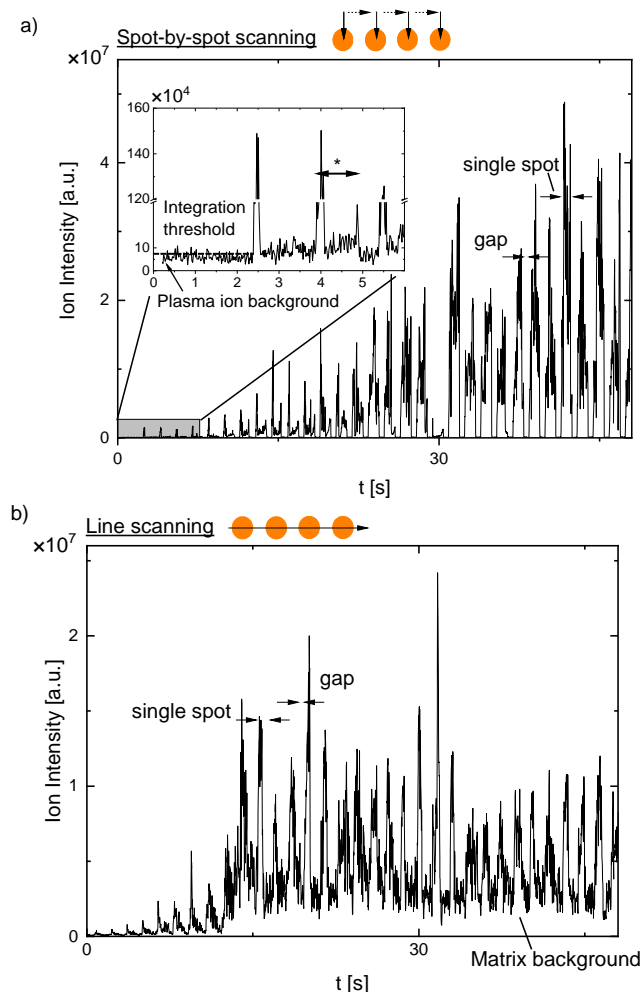 a)
Spot-by-spot scanning
×10⁷
×10⁴
160
140
120
10
0
0 1 2 3 4 5
*
Integration
threshold
Plasma ion background
single spot
gap
4
2
0
Ion Intensity [a.u.]
0 30
t [s]
b)
Line scanning
×10⁷
2
1
0
Ion Intensity [a.u.]
single spot
gap
Matrix background
0 30
t [s]